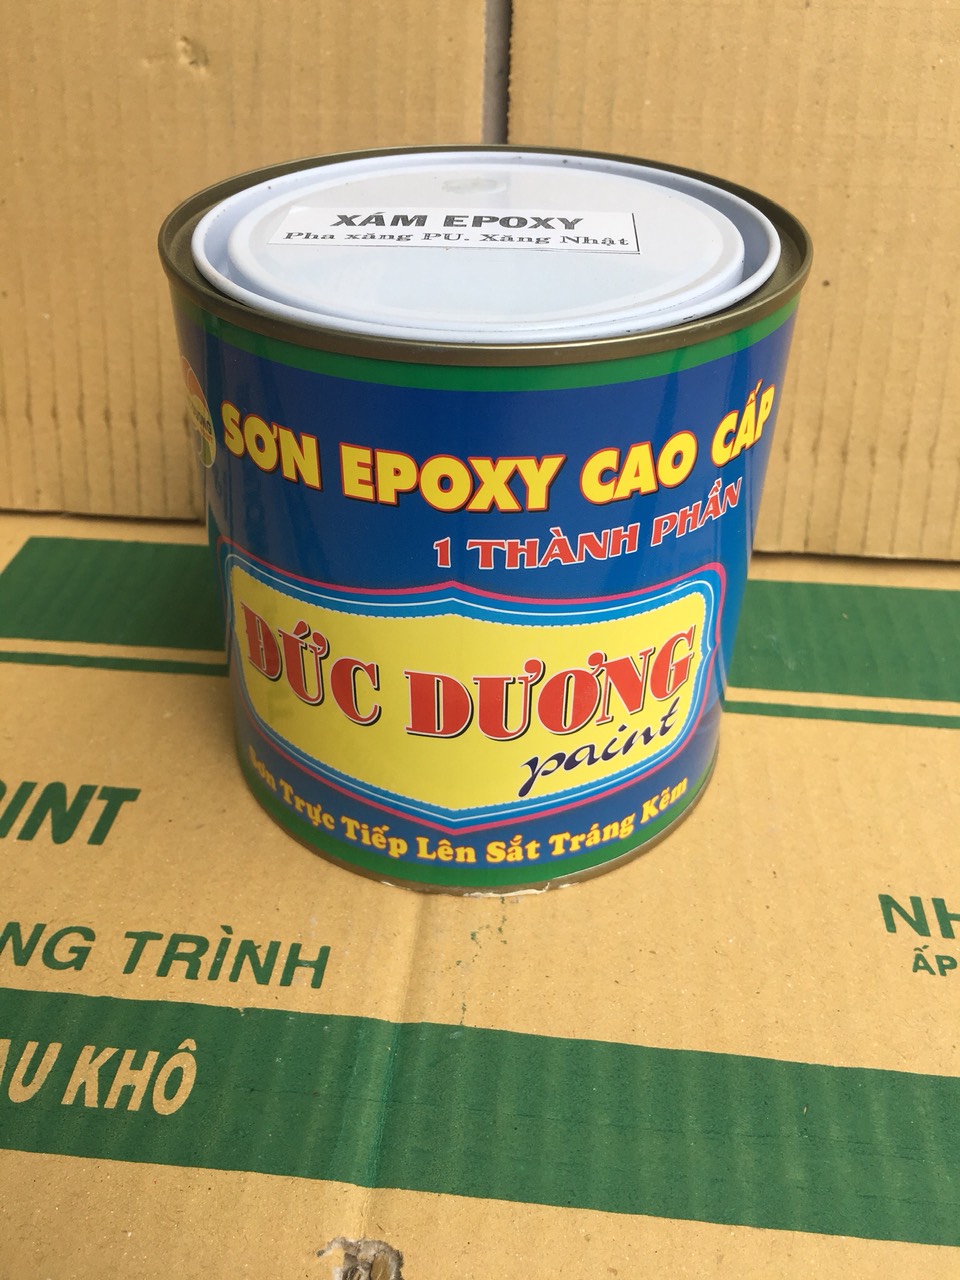 XÁM EPOXY
Pha xăng PU. Xăng Nhật
SƠN EPOXY CAO CẤP
1 THÀNH PHẦN
ĐỨC DƯƠNG
paint
Sơn Trực Tiếp Lên Sắt Tráng Kẽm
NG TRÌNH
KHÔ
NH
ẤP